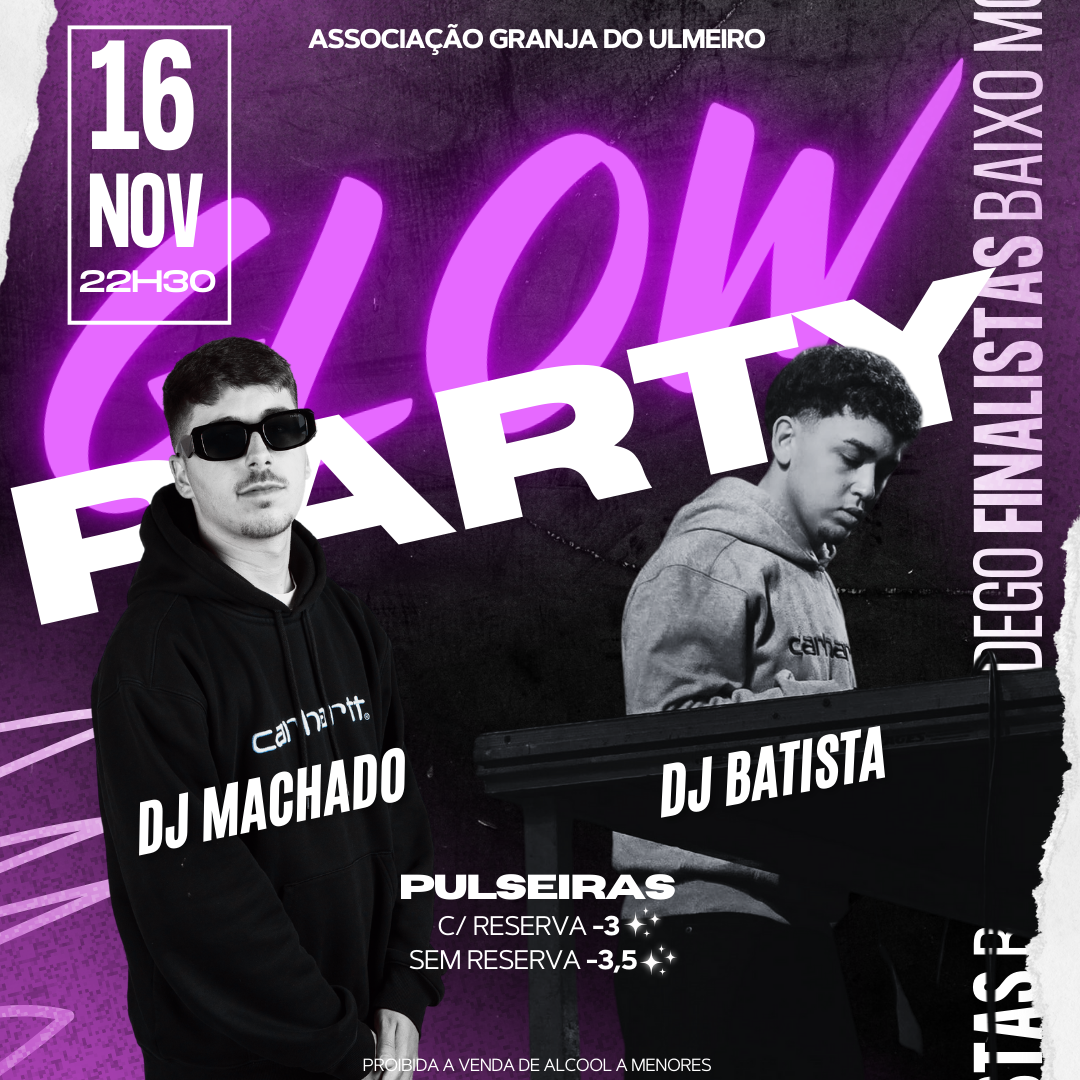 ASSOCIAÇÃO GRANJA DO ULMEIRO
16
NOV
22H30
GLOW
PARTY
DEGO FINALISTAS BAIXO MO
carhartt®
carhart
DJ MACHADO
DJ BATISTA
PULSEIRAS
C/ RESERVA -3
SEM RESERVA -3,5
PROIBIDA A VENDA DE ALCOOL A MENORES